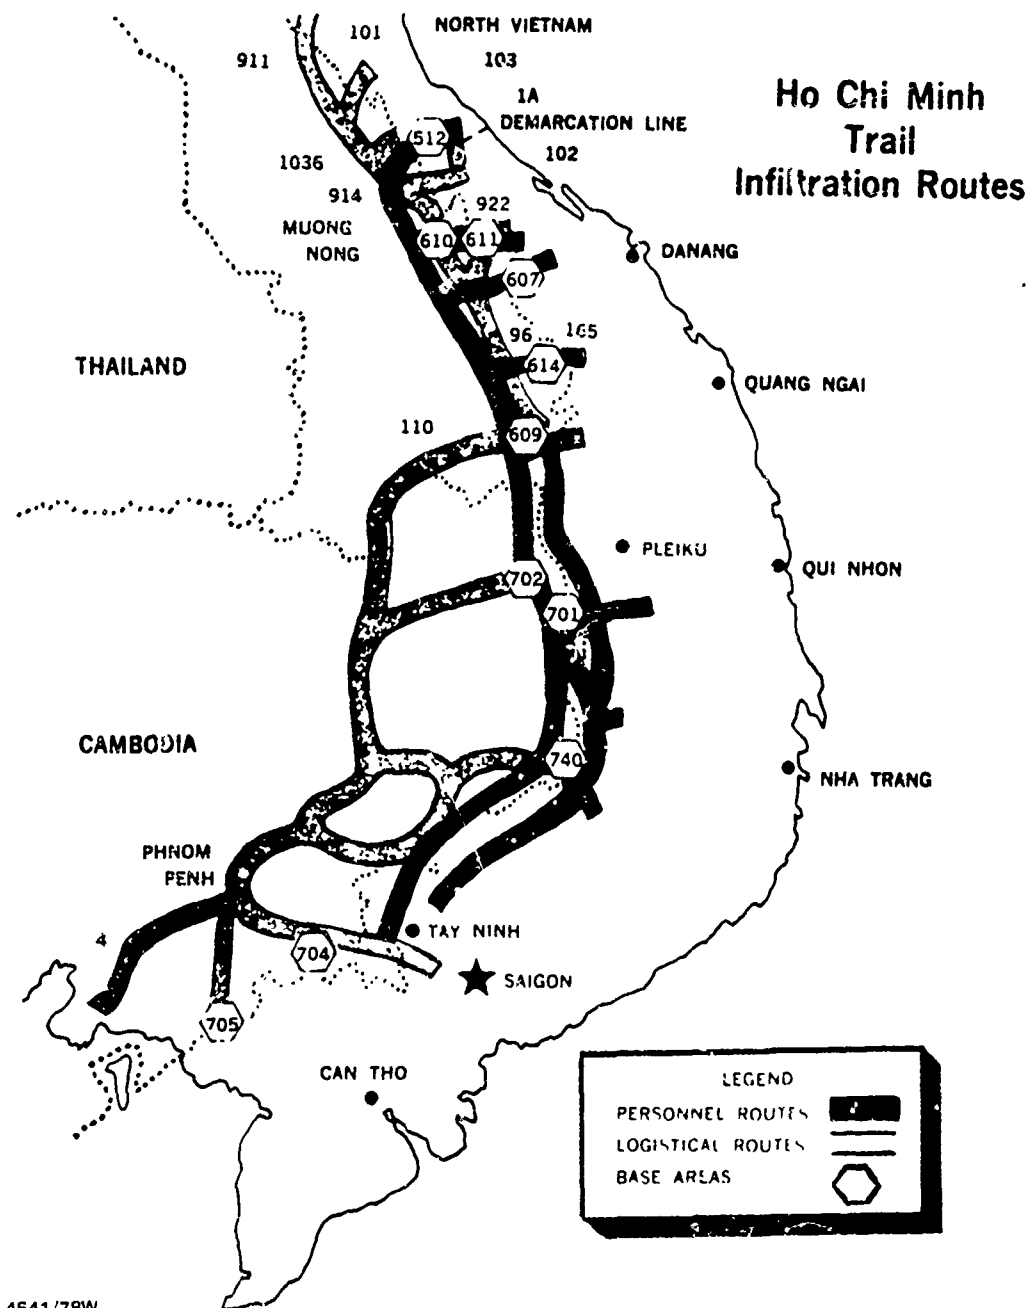 NORTH VIETNAM
101
911
103
1A
DEMARCATION LINE
102
Ho Chi Minh
Trail
Infiltration Routes
512
1036
914
922
MUONG
NONG
610
611
607
DANANG
96
165
614
THAILAND
QUANG NGAI
110
609
PLEIKU
QUI NHON
702
701
CAMBODIA
740
NHA TRANG
PHNOM
PENH
4
TAY NINH
704
SAIGON
705
CAN THO
LEGEND
PERSONNEL ROUTES
LOGISTICAL ROUTES
BASE AREAS
4641/78W